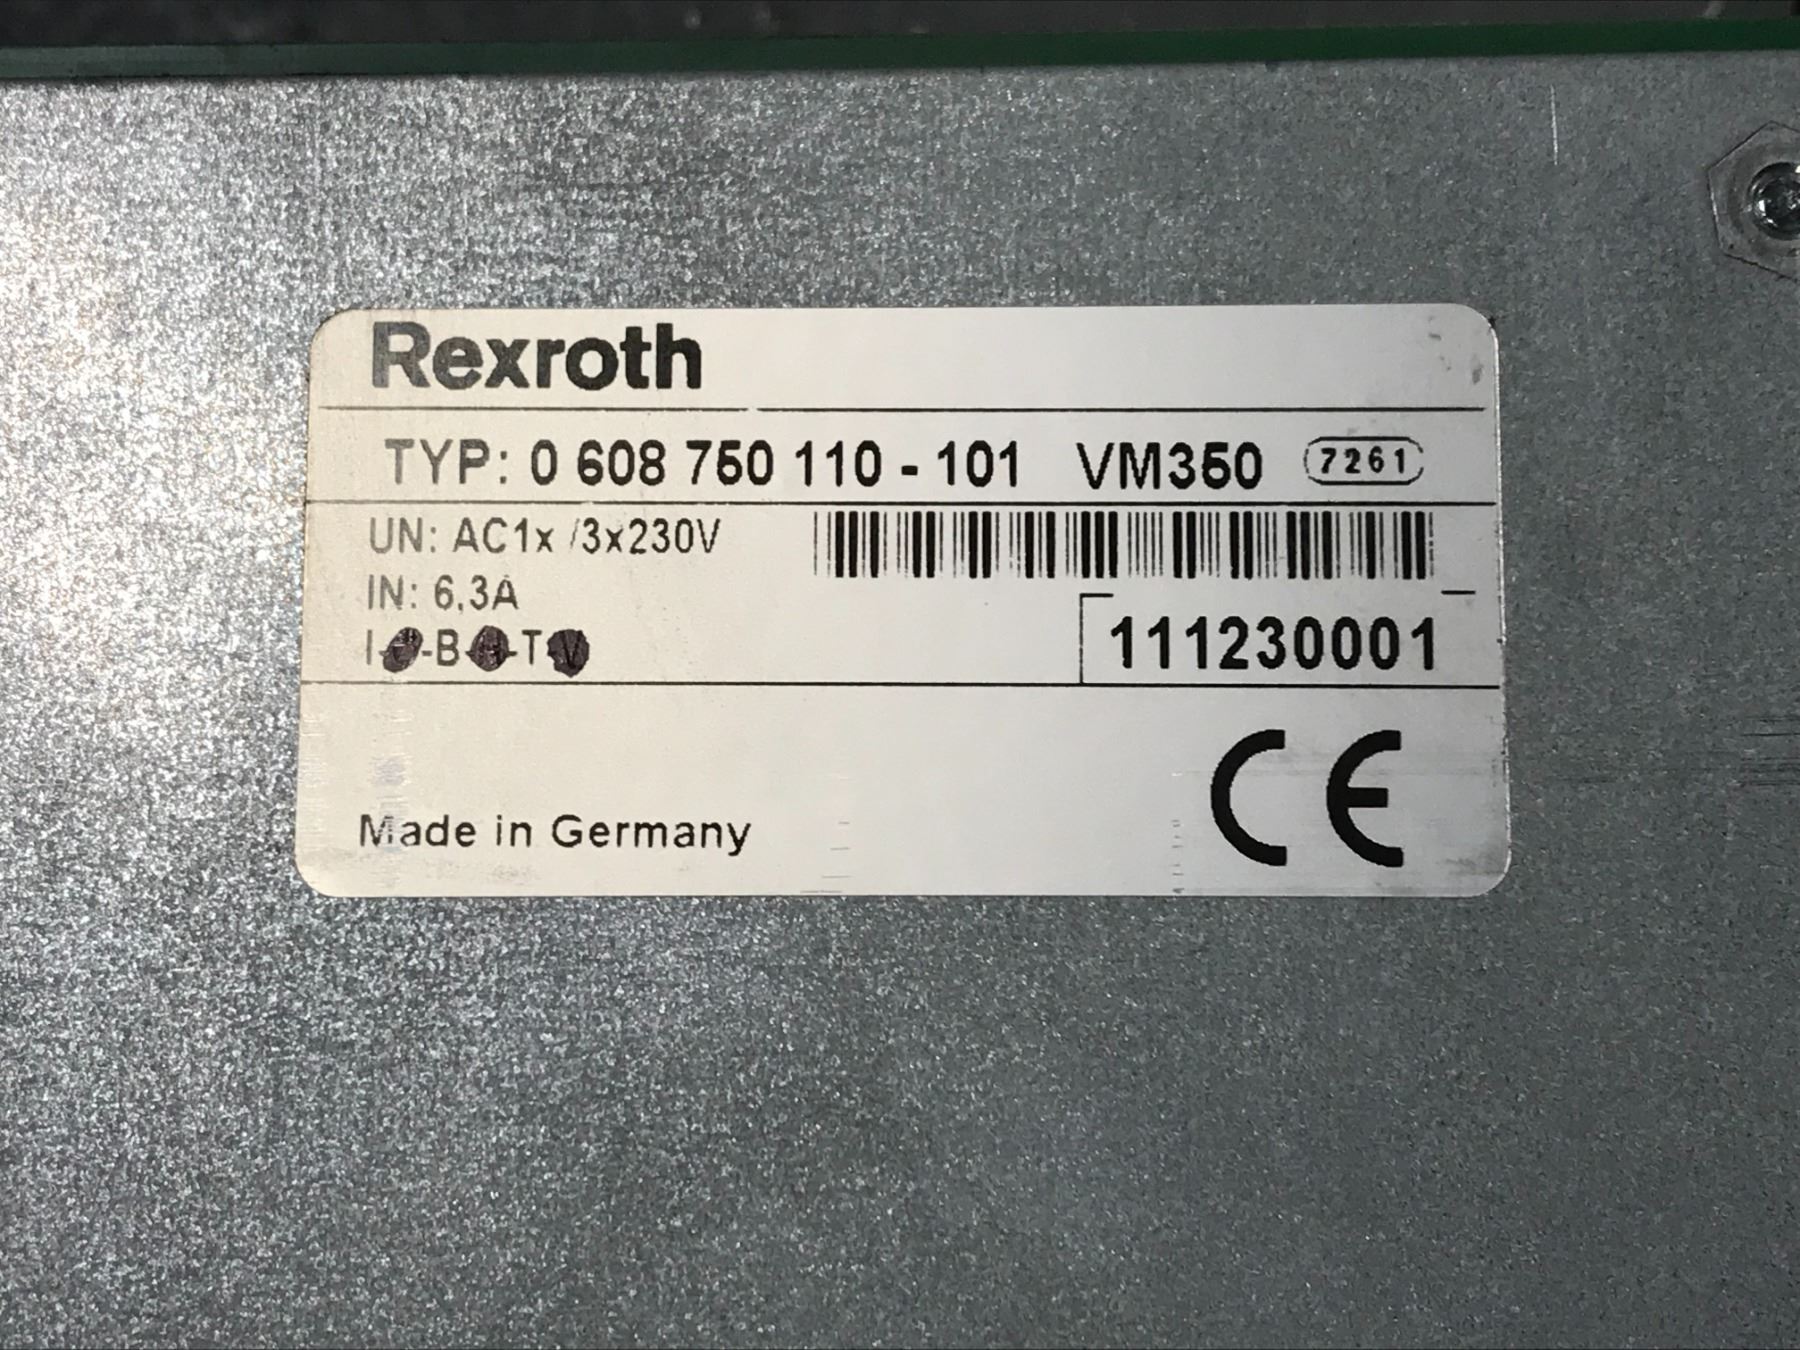 Rexroth
TYP: 0 608 750 110 - 101 VM350 7261
UN: AC1x /3x230V
IN: 6,3A
111230001
Made in Germany
CE